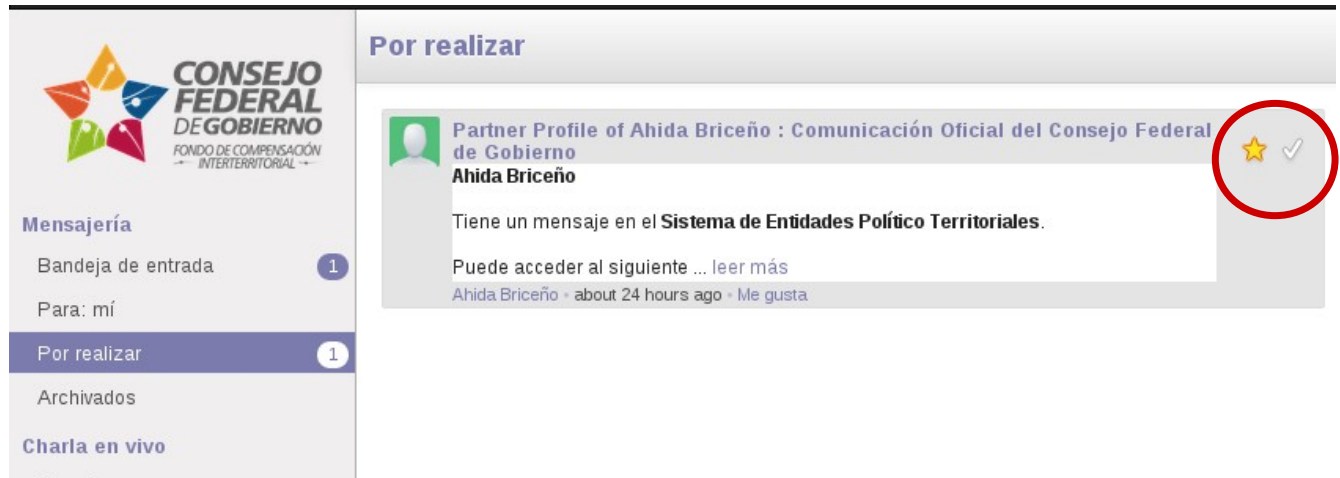 CONSEJO
FEDERAL
DE GOBIERNO
FONDO DE COMPENSACIÓN
INTERTERRITORIAL
Mensajería
Bandeja de entrada 1
Para: mí
Por realizar 1
Archivados
Charla en vivo
Por realizar
Partner Profile of Ahida Briceño : Comunicación Oficial del Consejo Federal
de Gobierno
Ahida Briceño
Tiene un mensaje en el Sistema de Entidades Político Territoriales.
Puede acceder al siguiente ... leer más
Ahida Briceño • about 24 hours ago • Me gusta